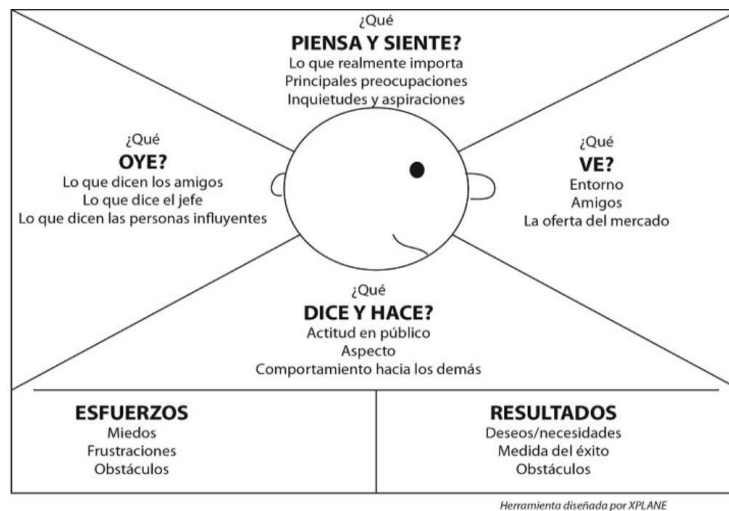 ¿Qué
PIENSA Y SIENTE?
Lo que realmente importa
Principales preocupaciones
Inquietudes y aspiraciones
¿Qué
OYE?
Lo que dicen los amigos
Lo que dice el jefe
Lo que dicen las personas influyentes
¿Qué
VE?
Entorno
Amigos
La oferta del mercado
¿Qué
DICE Y HACE?
Actitud en público
Aspecto
Comportamiento hacia los demás
ESFUERZOS
Miedos
Frustraciones
Obstáculos
RESULTADOS
Deseos/necesidades
Medida del éxito
Obstáculos
Herramienta diseñada por XPLANE